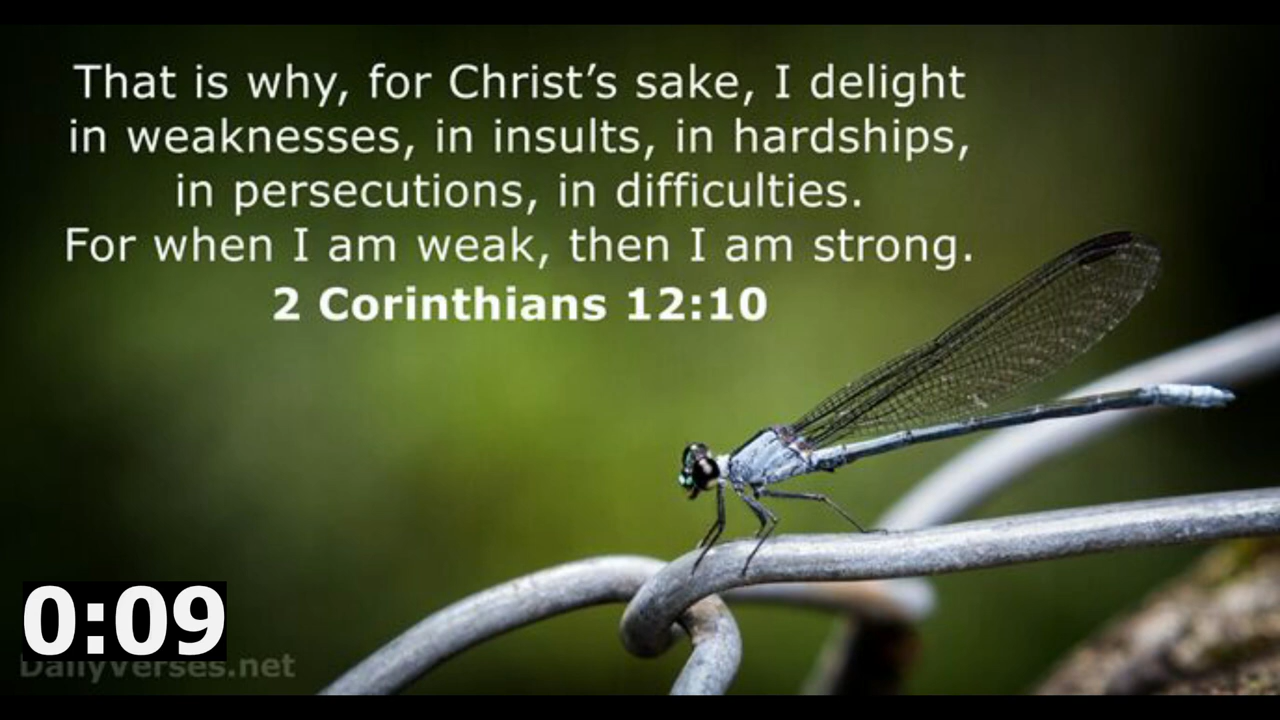 That is why, for Christ’s sake, I delight
in weaknesses, in insults, in hardships,
in persecutions, in difficulties.
For when I am weak, then I am strong.
2 Corinthians 12:10
0:09
DailyVerses.net